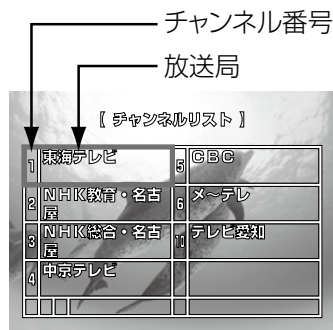 チャンネル番号
放送局
【 チャンネルリスト 】
1 東海テレビ
2 NHK教育・名古
屋
3 NHK総合・名古
屋
4 中京テレビ
5 CBC
6 メ〜テレ
10 テレビ愛知